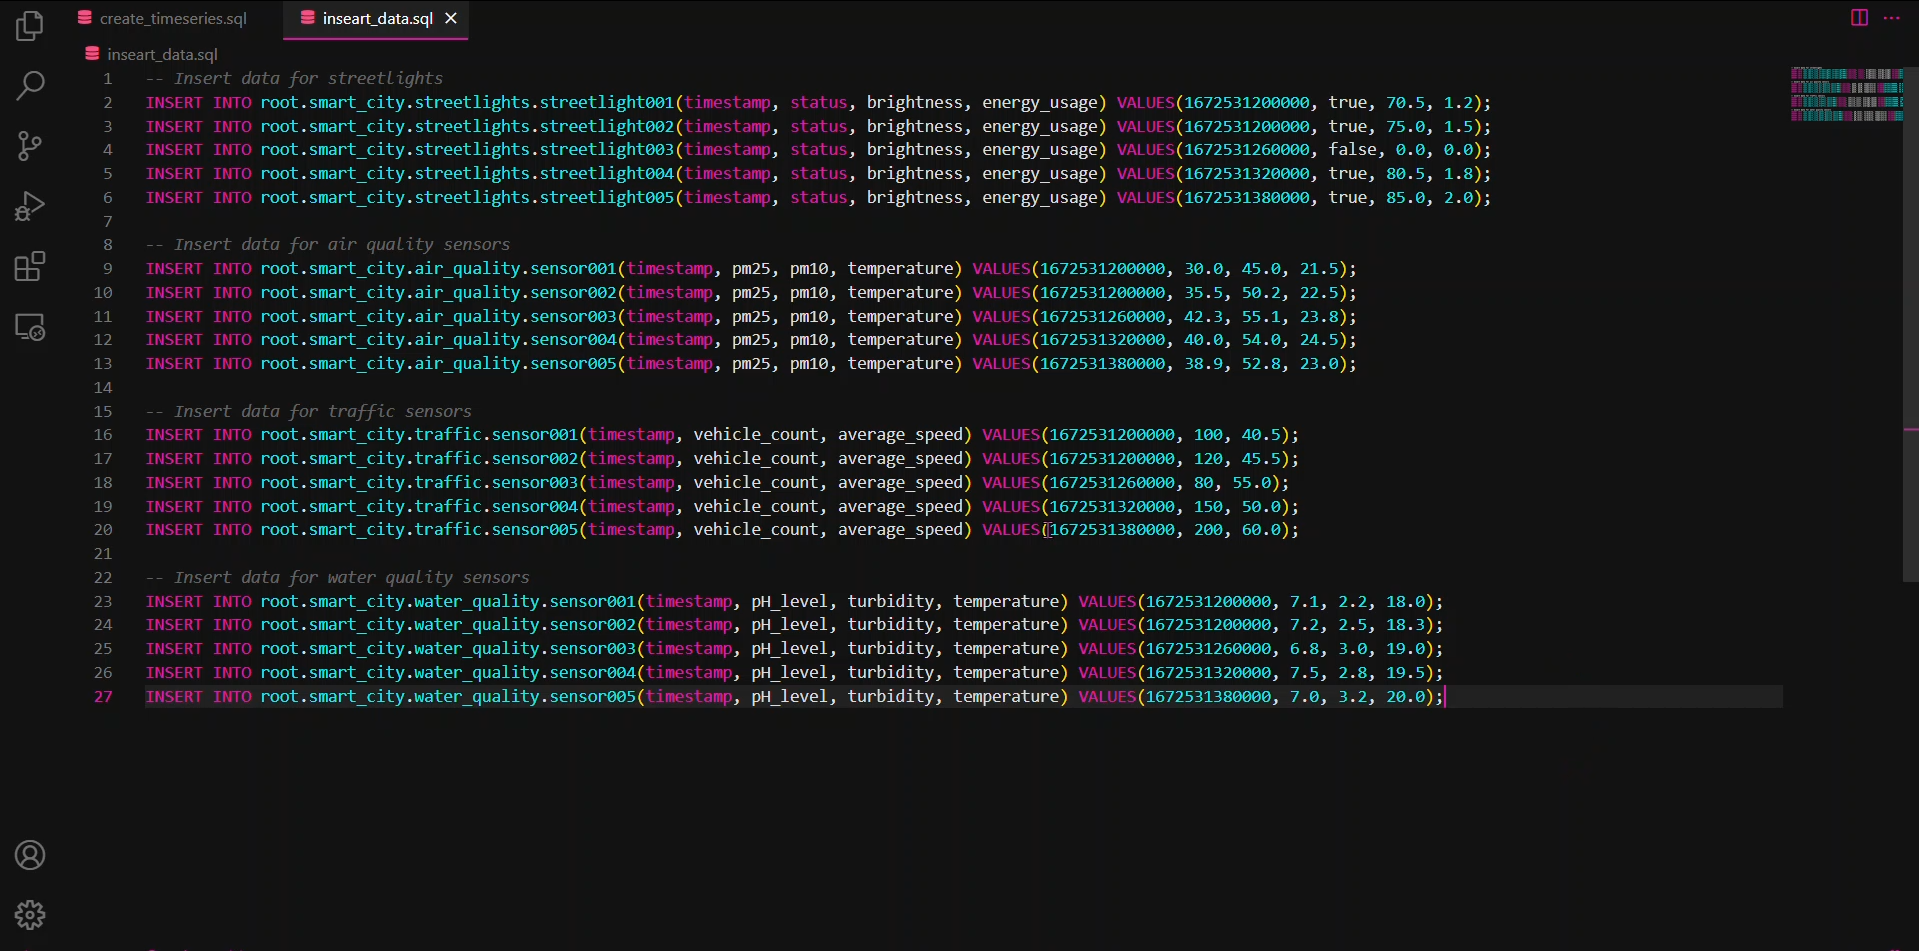 create_timeseries.sql
inseart_data.sql
inseart_data.sql
1 -- Insert data for streetlights
2 INSERT INTO root.smart_city.streetlights.streetlight001(timestamp, status, brightness, energy_usage) VALUES(1672531200000, true, 70.5, 1.2);
3 INSERT INTO root.smart_city.streetlights.streetlight002(timestamp, status, brightness, energy_usage) VALUES(1672531200000, true, 75.0, 1.5);
4 INSERT INTO root.smart_city.streetlights.streetlight003(timestamp, status, brightness, energy_usage) VALUES(1672531260000, false, 0.0, 0.0);
5 INSERT INTO root.smart_city.streetlights.streetlight004(timestamp, status, brightness, energy_usage) VALUES(1672531320000, true, 80.5, 1.8);
6 INSERT INTO root.smart_city.streetlights.streetlight005(timestamp, status, brightness, energy_usage) VALUES(1672531380000, true, 85.0, 2.0);
7
8 -- Insert data for air quality sensors
9 INSERT INTO root.smart_city.air_quality.sensor001(timestamp, pm25, pm10, temperature) VALUES(1672531200000, 30.0, 45.0, 21.5);
10 INSERT INTO root.smart_city.air_quality.sensor002(timestamp, pm25, pm10, temperature) VALUES(1672531200000, 35.5, 50.2, 22.5);
11 INSERT INTO root.smart_city.air_quality.sensor003(timestamp, pm25, pm10, temperature) VALUES(1672531260000, 42.3, 55.1, 23.8);
12 INSERT INTO root.smart_city.air_quality.sensor004(timestamp, pm25, pm10, temperature) VALUES(1672531320000, 40.0, 54.0, 24.5);
13 INSERT INTO root.smart_city.air_quality.sensor005(timestamp, pm25, pm10, temperature) VALUES(1672531380000, 38.9, 52.8, 23.0);
14
15 -- Insert data for traffic sensors
16 INSERT INTO root.smart_city.traffic.sensor001(timestamp, vehicle_count, average_speed) VALUES(1672531200000, 100, 40.5);
17 INSERT INTO root.smart_city.traffic.sensor002(timestamp, vehicle_count, average_speed) VALUES(1672531200000, 120, 45.5);
18 INSERT INTO root.smart_city.traffic.sensor003(timestamp, vehicle_count, average_speed) VALUES(1672531260000, 80, 55.0);
19 INSERT INTO root.smart_city.traffic.sensor004(timestamp, vehicle_count, average_speed) VALUES(1672531320000, 150, 50.0);
20 INSERT INTO root.smart_city.traffic.sensor005(timestamp, vehicle_count, average_speed) VALUES(1672531380000, 200, 60.0);
21
22 -- Insert data for water quality sensors
23 INSERT INTO root.smart_city.water_quality.sensor001(timestamp, pH_level, turbidity, temperature) VALUES(1672531200000, 7.1, 2.2, 18.0);
24 INSERT INTO root.smart_city.water_quality.sensor002(timestamp, pH_level, turbidity, temperature) VALUES(1672531200000, 7.2, 2.5, 18.3);
25 INSERT INTO root.smart_city.water_quality.sensor003(timestamp, pH_level, turbidity, temperature) VALUES(1672531260000, 6.8, 3.0, 19.0);
26 INSERT INTO root.smart_city.water_quality.sensor004(timestamp, pH_level, turbidity, temperature) VALUES(1672531320000, 7.5, 2.8, 19.5);
27 INSERT INTO root.smart_city.water_quality.sensor005(timestamp, pH_level, turbidity, temperature) VALUES(1672531380000, 7.0, 3.2, 20.0);